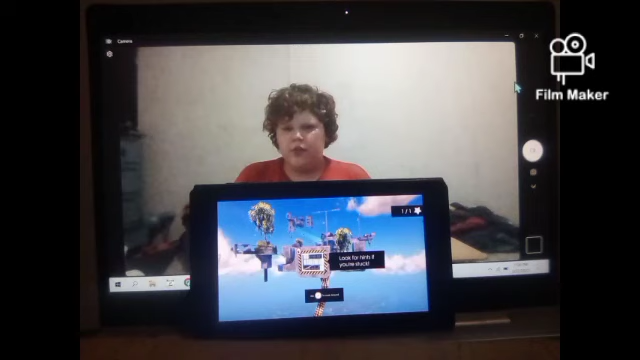 Camera
Film Maker
1/1
Look for hints if
you're stuck!